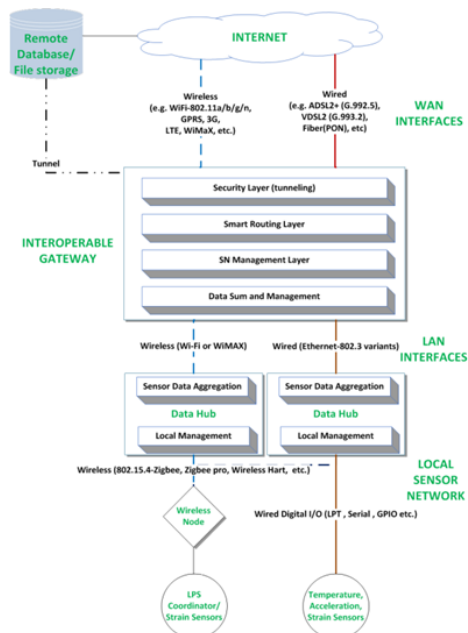 Remote
Database/
File storage
INTERNET
Wireless
(e.g. WiFi-802.11a/b/g/n,
GPRS, 3G,
LTE, WiMaX, etc.)
Wired
(e.g. ADSL2+ (G.992.5),
VDSL2 (G.993.2),
Fiber(PON), etc)
WAN
INTERFACES
Tunnel
Security Layer (tunneling)
Smart Routing Layer
INTEROPERABLE
GATEWAY
SN Management Layer
Data Sum and Management
Wireless (Wi-Fi or WiMAX)
Wired (Ethernet-802.3 variants)
LAN
INTERFACES
Sensor Data Aggregation
Data Hub
Local Management
Sensor Data Aggregation
Data Hub
Local Management
Wireless (802.15.4-Zigbee, Zigbee pro, Wireless Hart, etc.)
LOCAL
SENSOR
NETWORK
Wireless
Node
Wired Digital I/O (LPT , Serial , GPIO etc.)
LPS
Coordinator/
Strain Sensors
Temperature,
Acceleration,
Strain Sensors